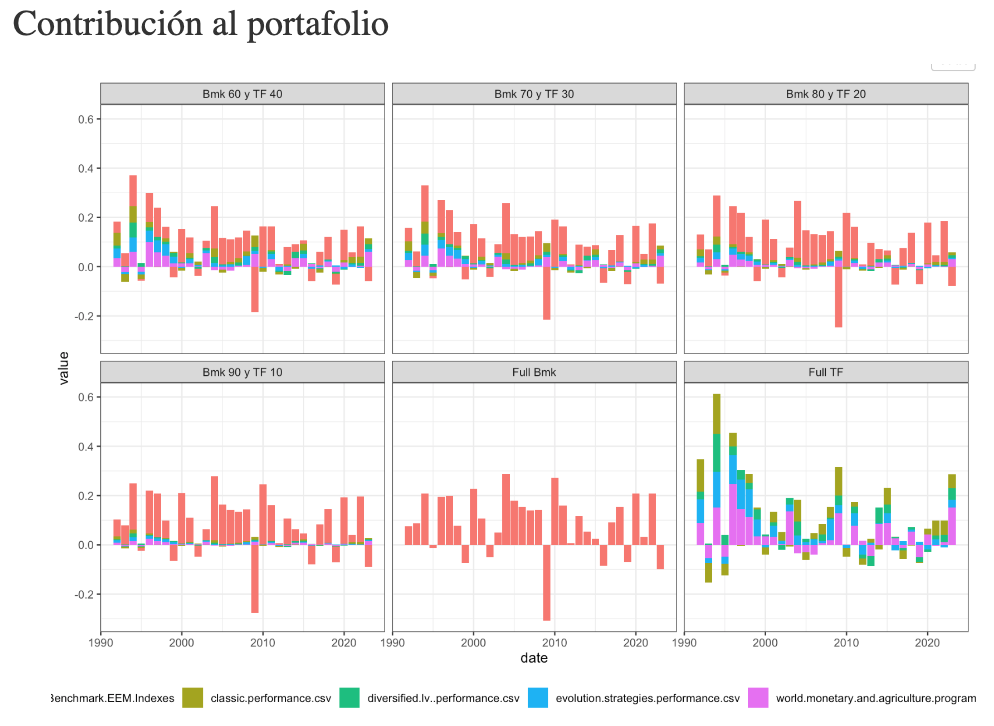 Contribución al portafolio
Bmk 60 y TF 40
Bmk 70 y TF 30
Bmk 80 y TF 20
0.6
0.4
0.2
0.0
-0.2
value
Bmk 90 y TF 10
Full Bmk
Full TF
0.6
0.4
0.2
0.0
-0.2
1990 2000 2010 2020 1990 2000 2010 2020 1990 2000 2010 2020
date
Benchmark.EEM.Indexes classic.performance.csv diversified.lv..performance.csv evolution.strategies.performance.csv world.monetary.and.agriculture.program